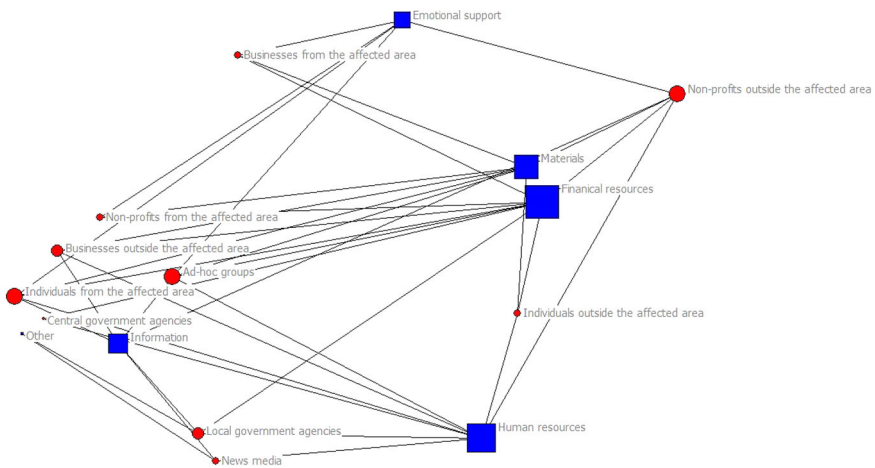 Emotional support
Businesses from the affected area
Non-profits outside the affected area
Materials
Finanical resources
Non-profits from the affected area
Businesses outside the affected area
Ad-hoc groups
Individuals from the affected area
Individuals outside the affected area
Central government agencies
Other
Information
Human resources
Local government agencies
News media